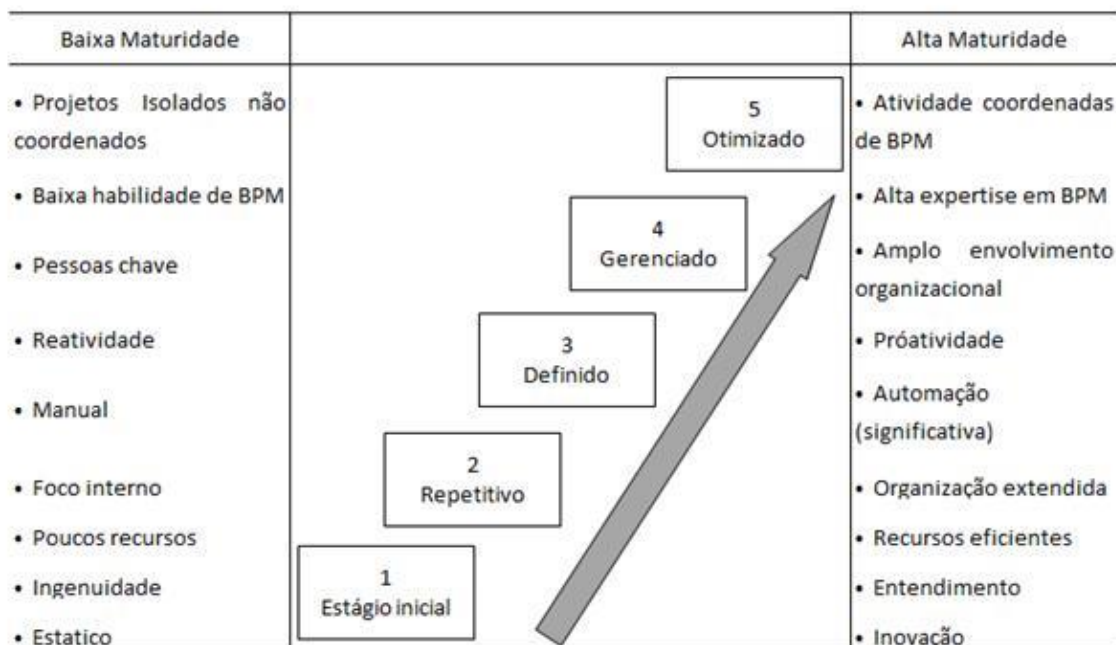 Baixa Maturidade
Alta Maturidade
• Projetos Isolados não
coordenados
• Baixa habilidade de BPM
• Pessoas chave
• Reatividade
• Manual
• Foco interno
• Poucos recursos
• Ingenuidade
• Estatico
5
Otimizado
4
Gerenciado
3
Definido
2
Repetitivo
1
Estágio inicial
• Atividade coordenadas
de BPM
• Alta expertise em BPM
• Amplo envolvimento
organizacional
• Próatividade
• Automação
(significativa)
• Organização extendida
• Recursos eficientes
• Entendimento
• Inovação